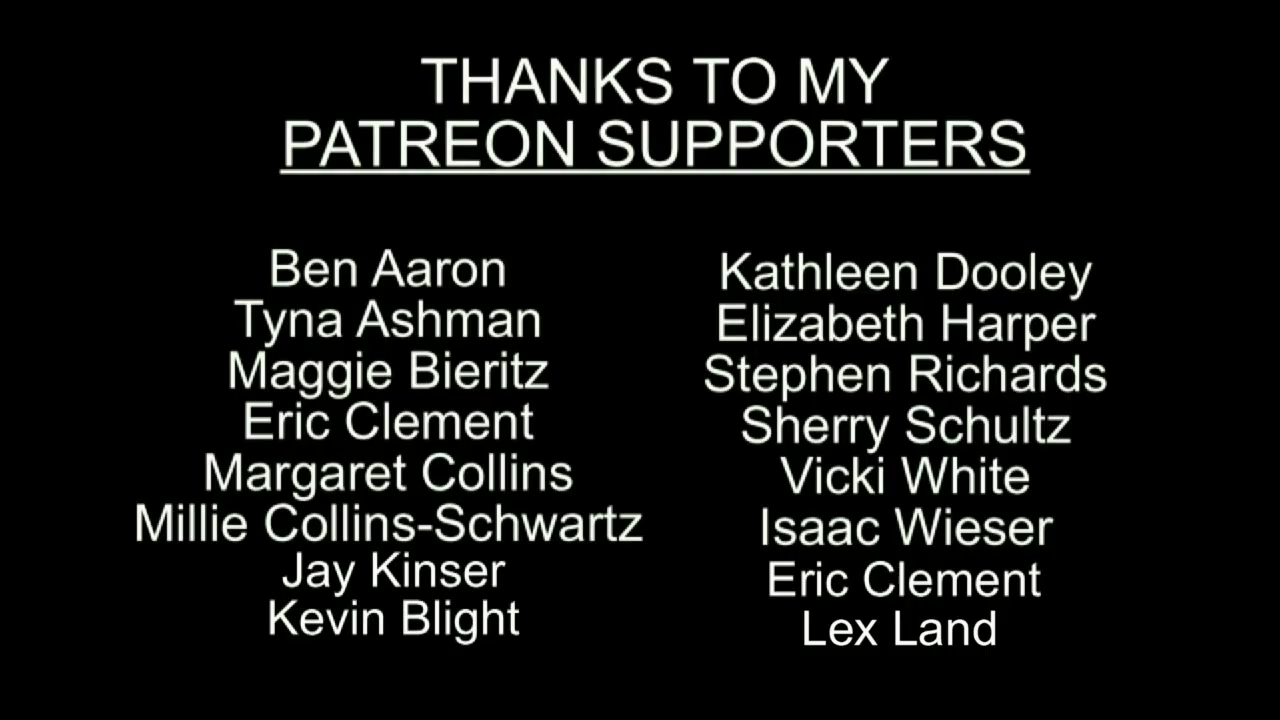 THANKS TO MY
PATREON SUPPORTERS
Ben Aaron
Tyna Ashman
Maggie Bieritz
Eric Clement
Margaret Collins
Millie Collins-Schwartz
Jay Kinser
Kevin Blight
Kathleen Dooley
Elizabeth Harper
Stephen Richards
Sherry Schultz
Vicki White
Isaac Wieser
Eric Clement
Lex Land